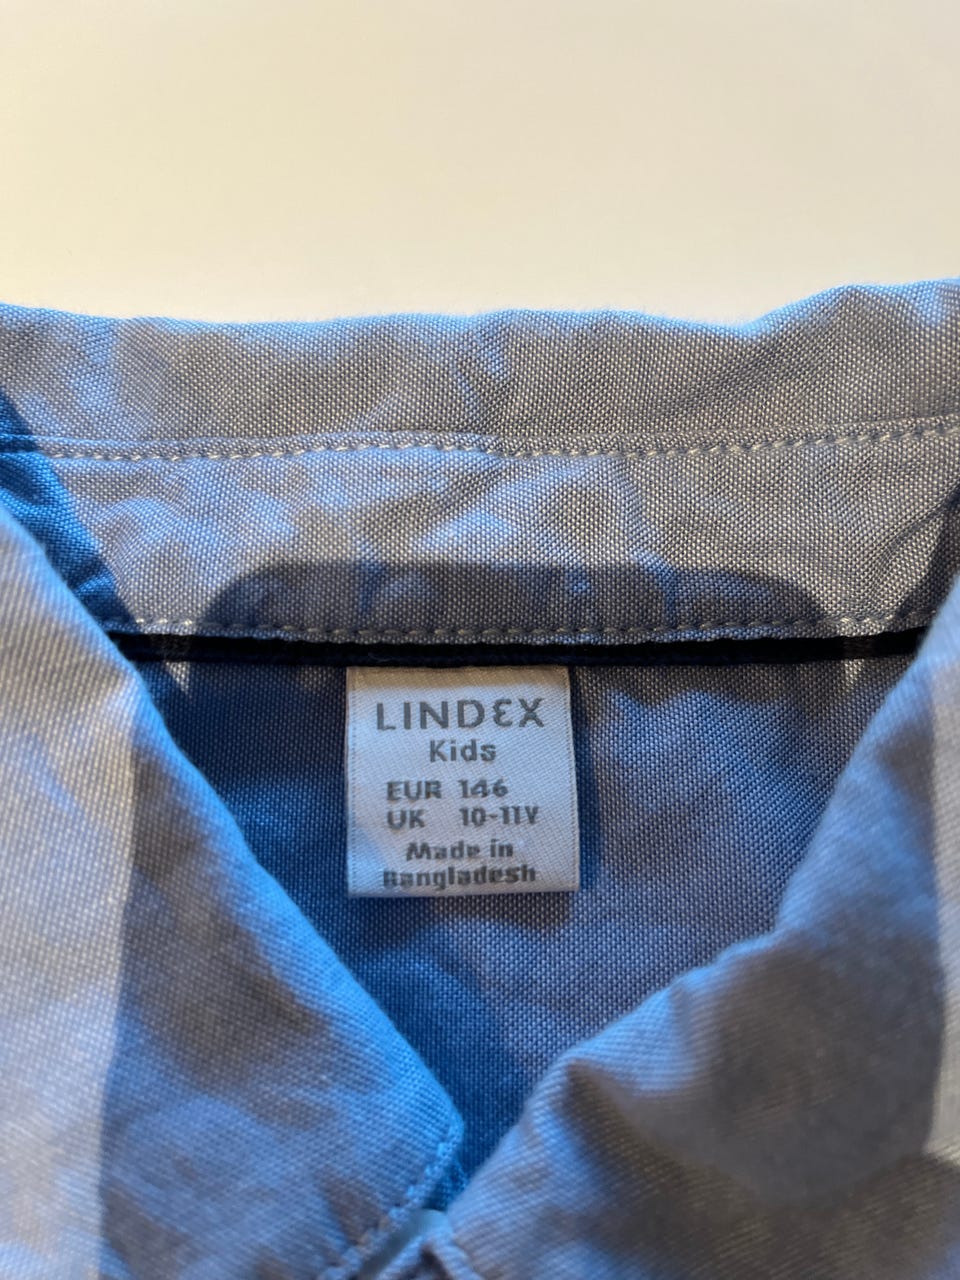 LINDEX
Kids
EUR 146
UK 10-11Y
Made in
Bangladesh